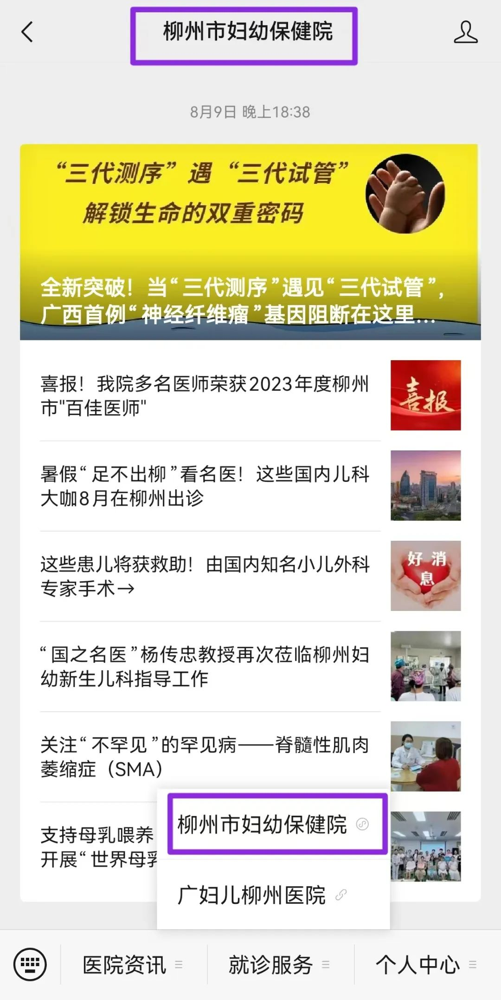 柳州市妇幼保健院
8月9日 晚上18:38
“三代测序”遇“三代试管”
解锁生命的双重密码
全新突破！当“三代测序”遇见“三代试管”，
广西首例“神经纤维瘤”基因阻断在这里...
喜报！我院多名医师荣获2023年度柳州
市"百佳医师"
喜报
暑假“足不出柳”看名医！这些国内儿科
大咖8月在柳州出诊
这些患儿将获救助！由国内知名小儿外科
专家手术→
好消
息
“国之名医”杨传忠教授再次莅临柳州妇
幼新生儿科指导工作
关注“不罕见”的罕见病——脊髓性肌肉
萎缩症（SMA）
支持母乳喂养
开展“世界母乳
柳州市妇幼保健院
广妇儿柳州医院
医院资讯
就诊服务
个人中心